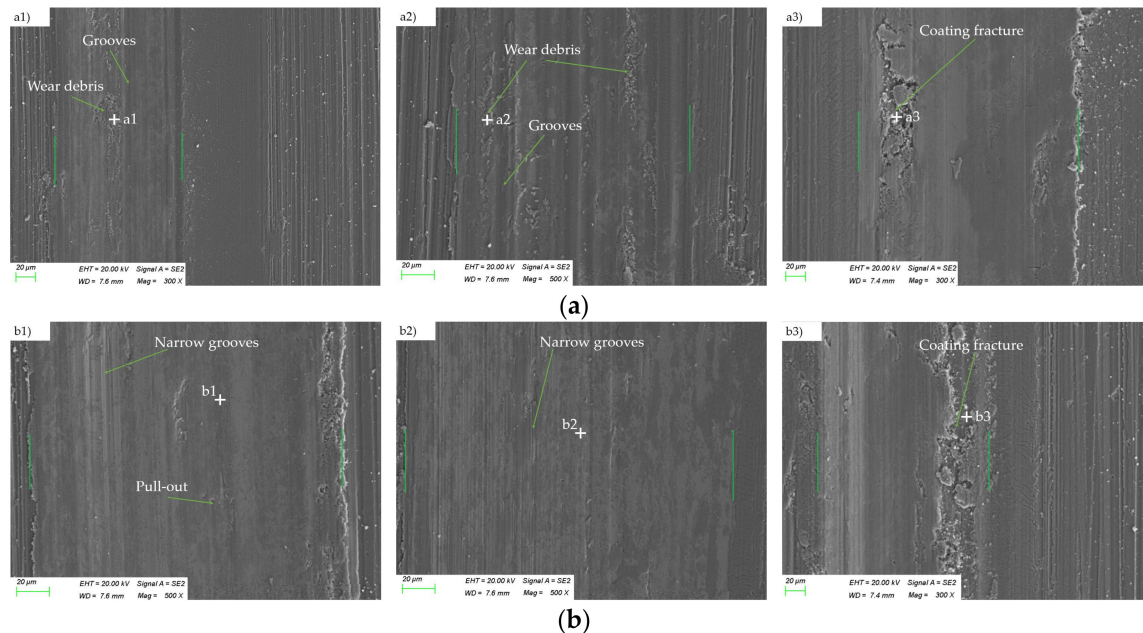 a1)
Grooves
Wear debris
a1
20 µm
EHT = 20.00 kV Signal A = SE2
WD = 7.6 mm Mag = 300 X
a2)
Wear debris
a2
Grooves
20 µm
EHT = 20.00 kV Signal A = SE2
WD = 7.6 mm Mag = 500 X
a3)
Coating fracture
a3
20 µm
EHT = 20.00 kV Signal A = SE2
WD = 7.4 mm Mag = 300 X
(a)
b1)
Narrow grooves
b1
Pull-out
20 µm
EHT = 20.00 kV Signal A = SE2
WD = 7.6 mm Mag = 500 X
b2)
Narrow grooves
b2
20 µm
EHT = 20.00 kV Signal A = SE2
WD = 7.6 mm Mag = 500 X
b3)
Coating fracture
b3
20 µm
EHT = 20.00 kV Signal A = SE2
WD = 7.4 mm Mag = 300 X
(b)